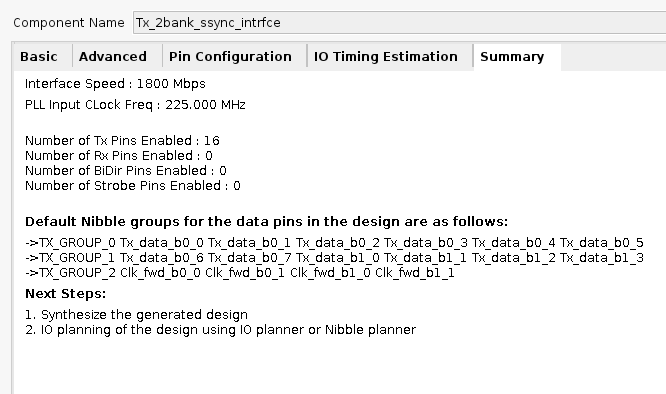 Component Name Tx_2bank_ssync_intrfce
Basic Advanced Pin Configuration IO Timing Estimation Summary
Interface Speed : 1800 Mbps
PLL Input CLock Freq : 225.000 MHz
Number of Tx Pins Enabled : 16
Number of Rx Pins Enabled : 0
Number of BiDir Pins Enabled : 0
Number of Strobe Pins Enabled : 0
Default Nibble groups for the data pins in the design are as follows:
->TX_GROUP_0 Tx_data_b0_0 Tx_data_b0_1 Tx_data_b0_2 Tx_data_b0_3 Tx_data_b0_4 Tx_data_b0_5
->TX_GROUP_1 Tx_data_b0_6 Tx_data_b0_7 Tx_data_b1_0 Tx_data_b1_1 Tx_data_b1_2 Tx_data_b1_3
->TX_GROUP_2 Clk_fwd_b0_0 Clk_fwd_b0_1 Clk_fwd_b1_0 Clk_fwd_b1_1
Next Steps:
1. Synthesize the generated design
2. IO planning of the design using IO planner or Nibble planner